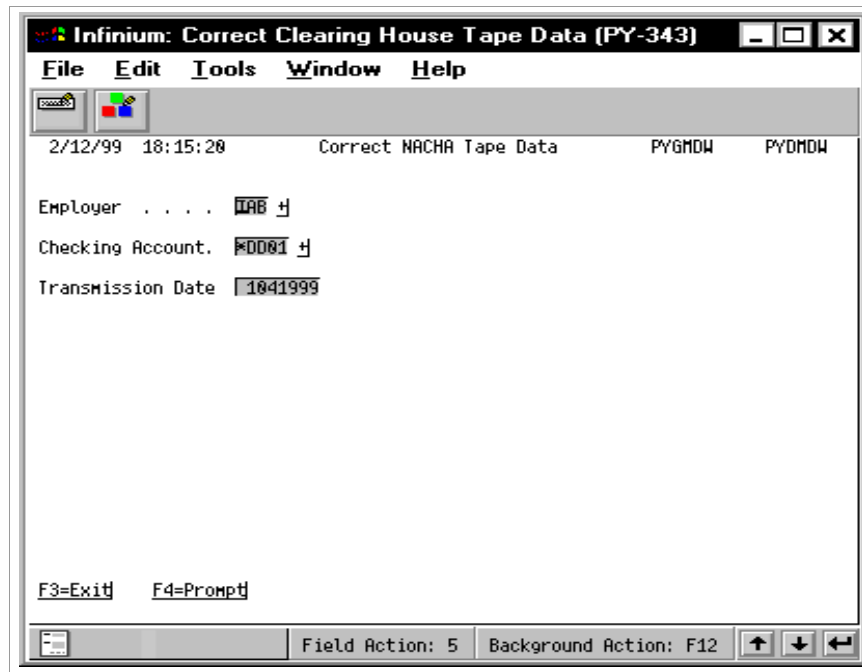 Infinium: Correct Clearing House Tape Data (PY-343)
File Edit Tools Window Help
2/12/99 18:15:20 Correct NACHA Tape Data PYGMDW PYDMDW
Employer . . . . IAB +
Checking Account. *DD01 +
Transmission Date 1041999
F3=Exit F4=Prompt
Field Action: 5 Background Action: F12